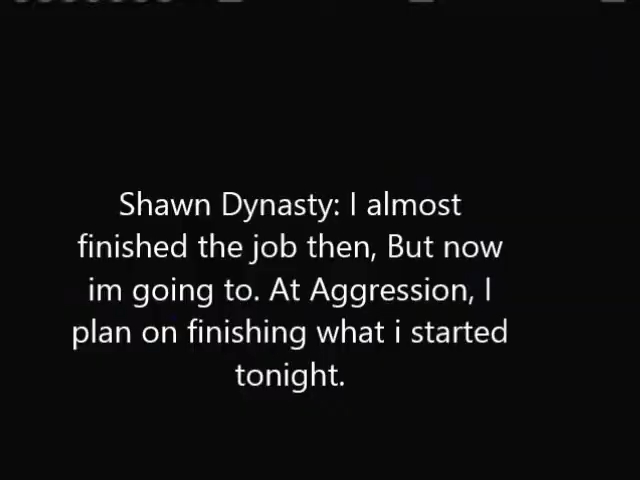 Shawn Dynasty: I almost
finished the job then, But now
im going to. At Aggression, I
plan on finishing what i started
tonight.